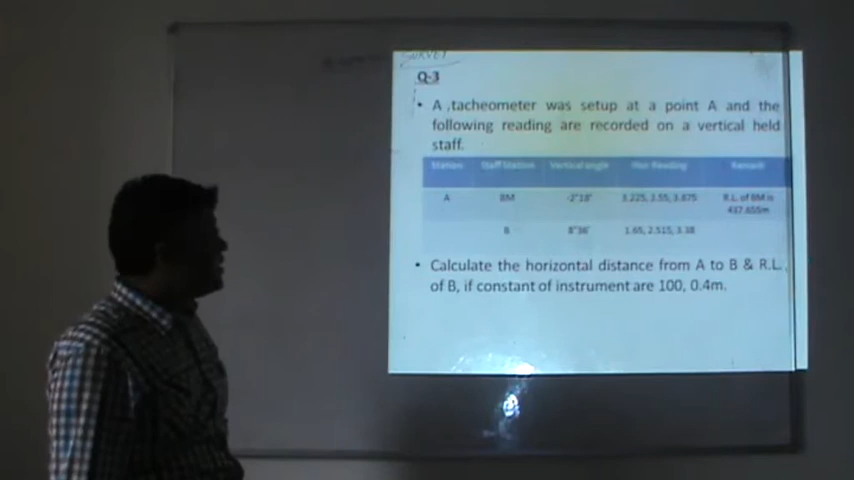 SURVEY
Q-3
• A tacheometer was setup at a point A and the
following reading are recorded on a vertical held
staff.
Station Staff Station Vertical angle Hair Reading Remark
A BM -2°18' 3.225, 3.55, 3.875 R.L. of BM is
437.655m
B 8°36' 1.65, 2.515, 3.38
• Calculate the horizontal distance from A to B & R.L.
of B, if constant of instrument are 100, 0.4m.